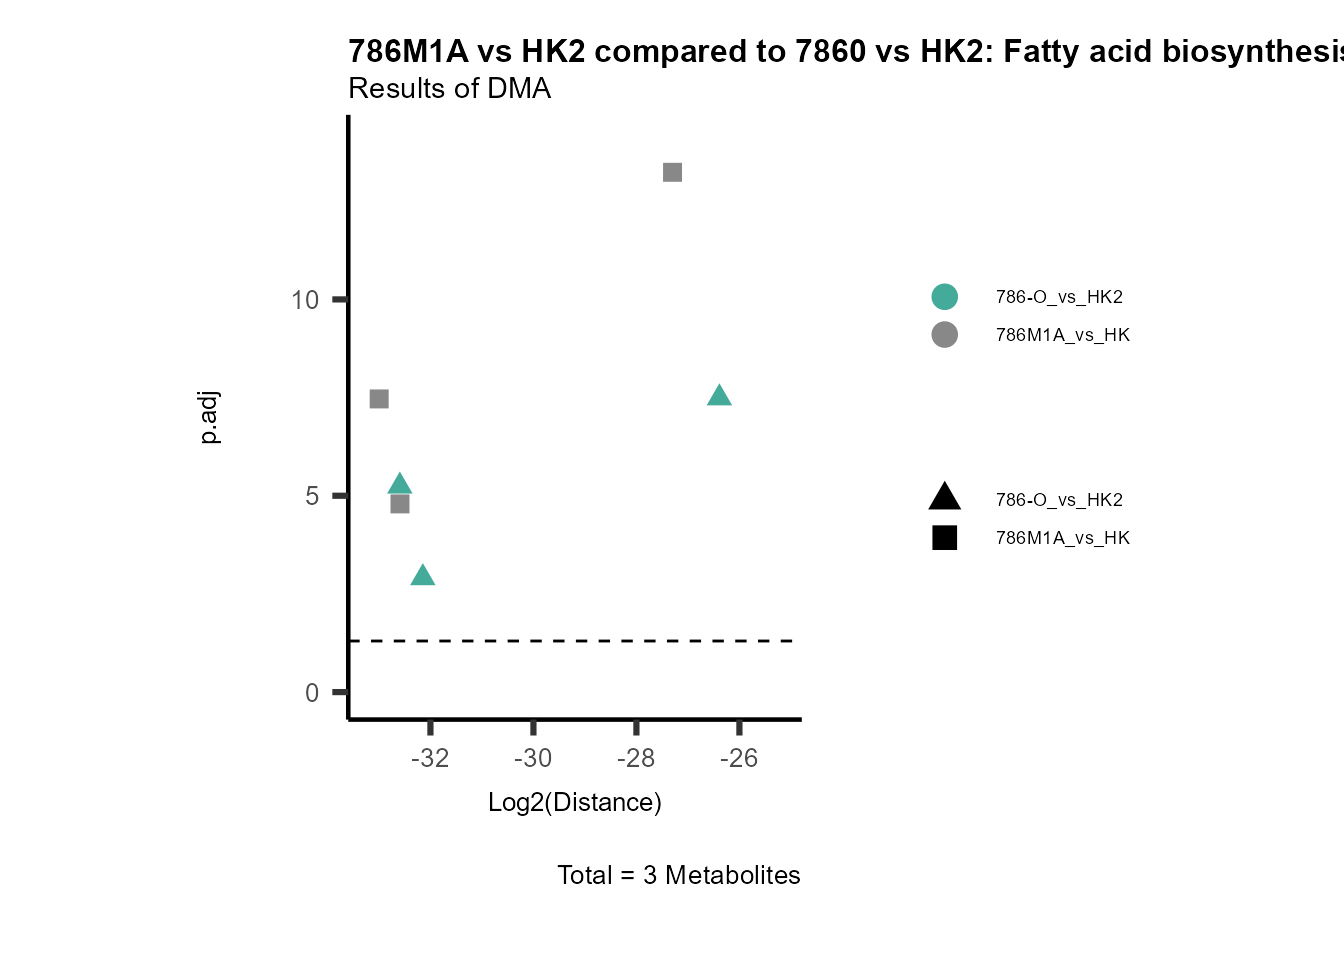 786M1A vs HK2 compared to 7860 vs HK2: Fatty acid biosynthesis
Results of DMA
p.adj
10
5
0
-32 -30 -28 -26
Log2(Distance)
Total = 3 Metabolites
786-O_vs_HK2
786M1A_vs_HK
786-O_vs_HK2
786M1A_vs_HK